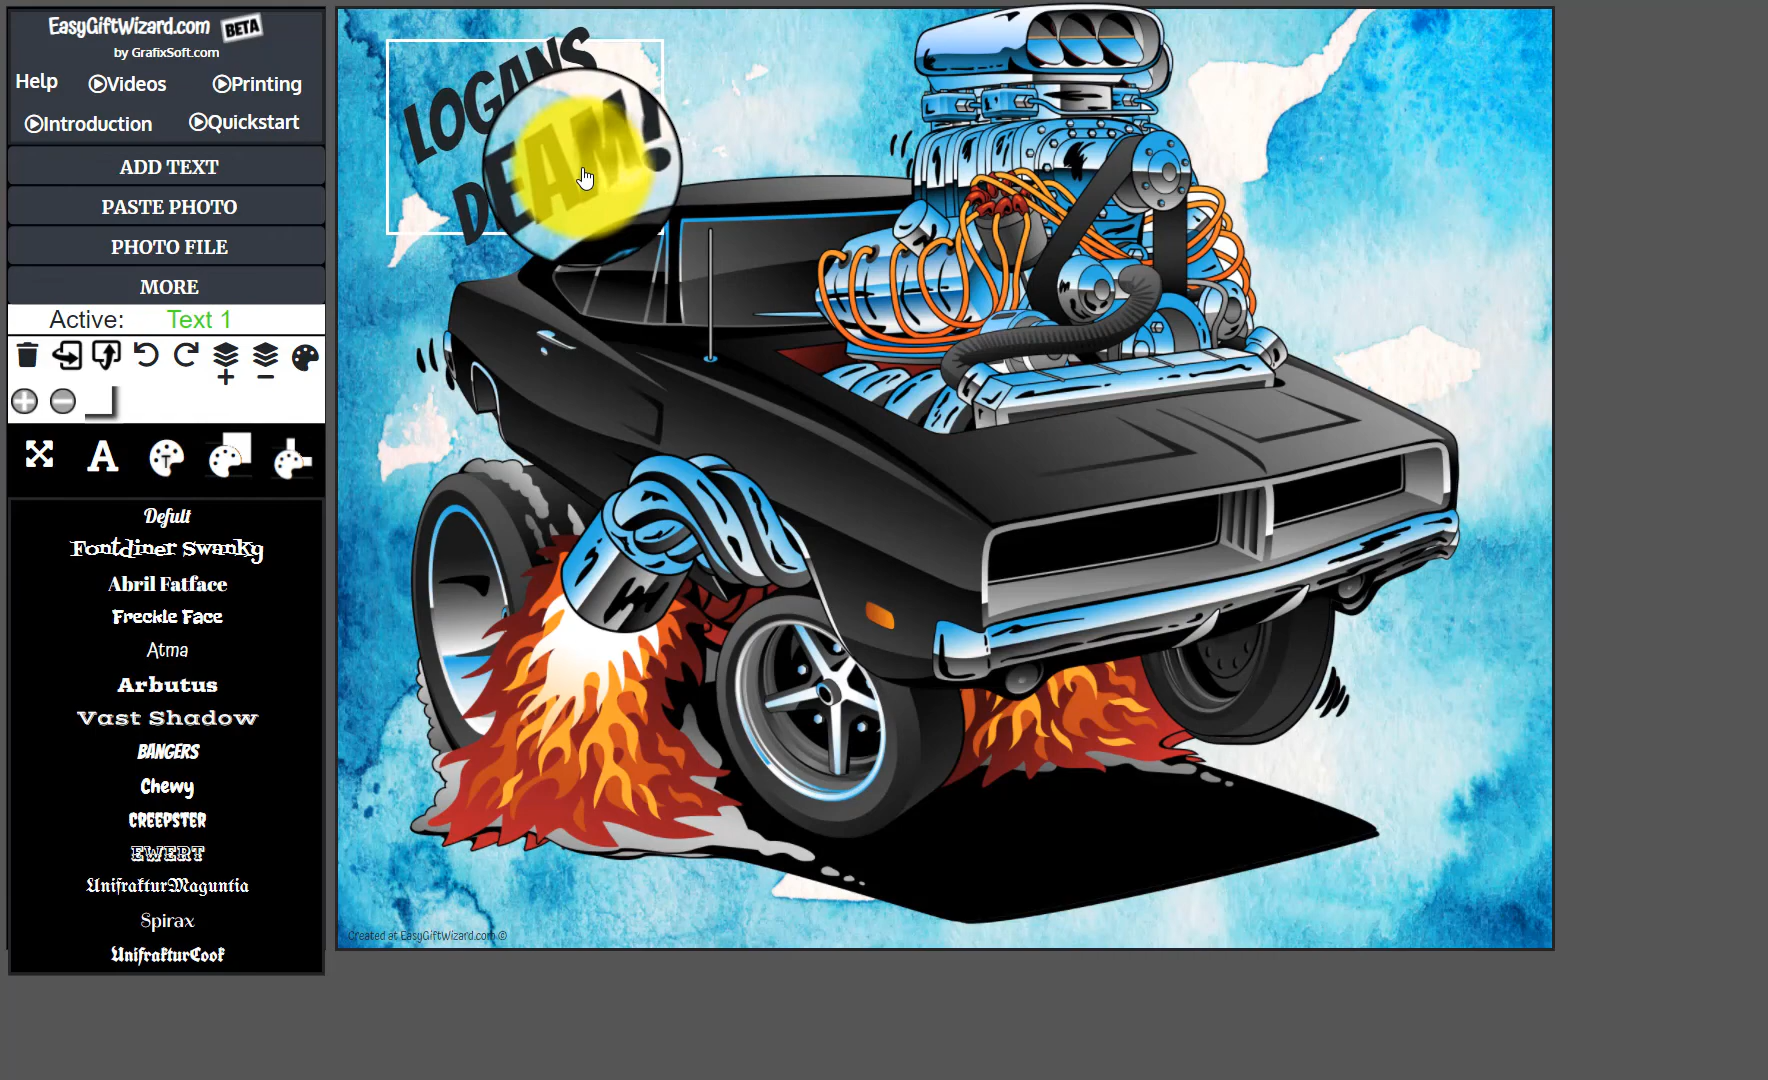 EasyGiftWizard.com BETA
by GrafixSoft.com
Help Videos Printing
Introduction Quickstart
ADD TEXT
PASTE PHOTO
PHOTO FILE
MORE
Active: Text 1
A T
Defult
Fontdiner Swanky
Abril Fatface
Freckle Face
Atma
Arbutus
Vast Shadow
BANGERS
Chewy
CREEPSTER
EWERT
UnifrakturMaguntia
Spirax
UnifrakturCook
LOGANS
DEAM!
Created at EasyGiftWizard.com ©